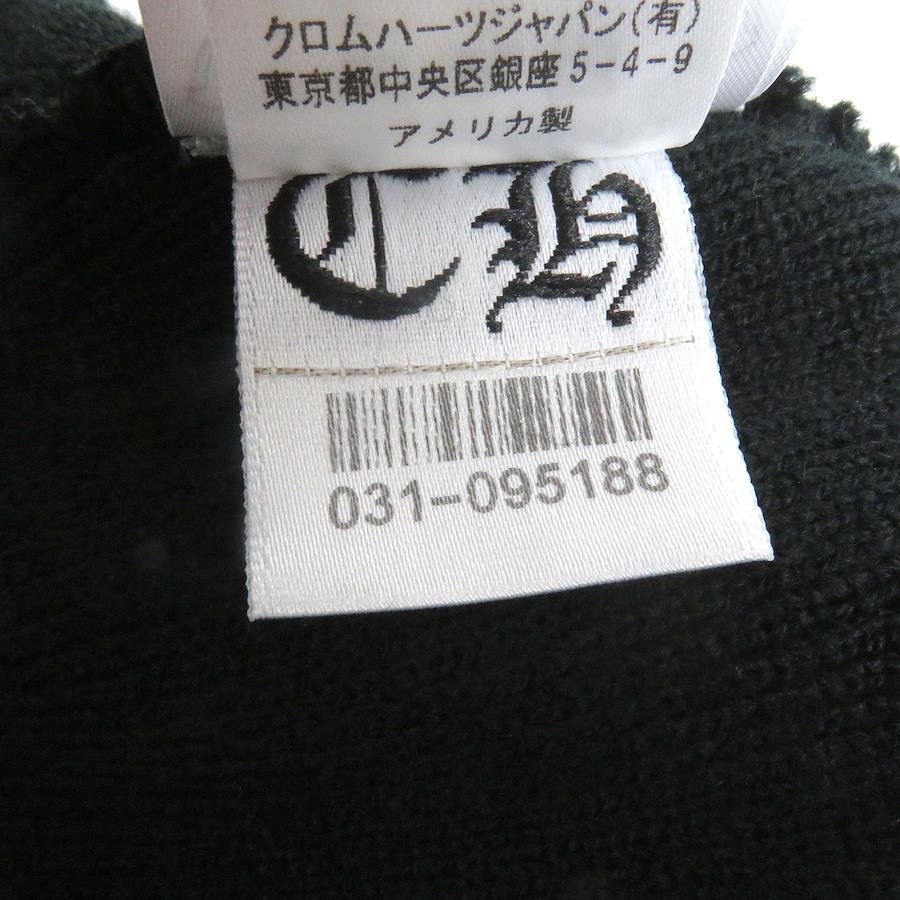 クロムハーツジャパン(有)
東京都中央区銀座5-4-9
アメリカ製
CH
031-095188